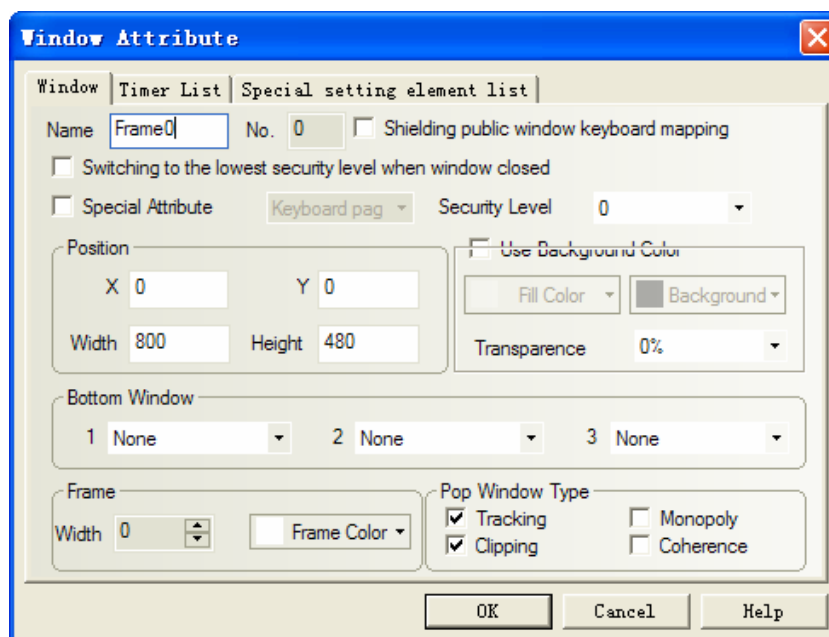 Window Attribute
Window Timer List Special setting element list
Name Frame0 No. 0 Shielding public window keyboard mapping
Switching to the lowest security level when window closed
Special Attribute Keyboard pag Security Level 0
Position Use Background Color
X 0 Y 0 Fill Color Background
Width 800 Height 480 Transparence 0%
Bottom Window
1 None 2 None 3 None
Frame Pop Window Type
Width 0 Frame Color Tracking Monopoly
Clipping Coherence
OK Cancel Help